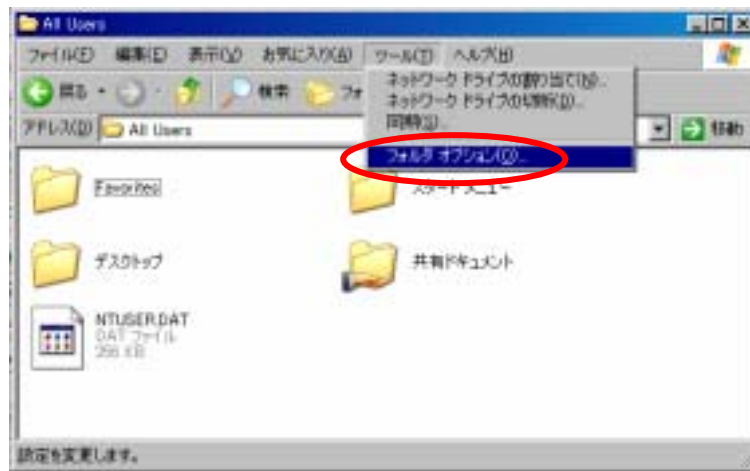 All Users
ファイル(F) 編集(E) 表示(V) お気に入り(A) ツール(T) ヘルプ(H)
戻る 検索 フォ
ネットワーク ドライブの割り当て(N)...
ネットワーク ドライブの切断(D)...
同期(S)...
フォルダ オプション(O)...
アドレス(D) All Users 移動
Favorites スタート メニュー
デスクトップ 共有ドキュメント
NTUSER.DAT
DAT ファイル
256 KB
設定を変更します。